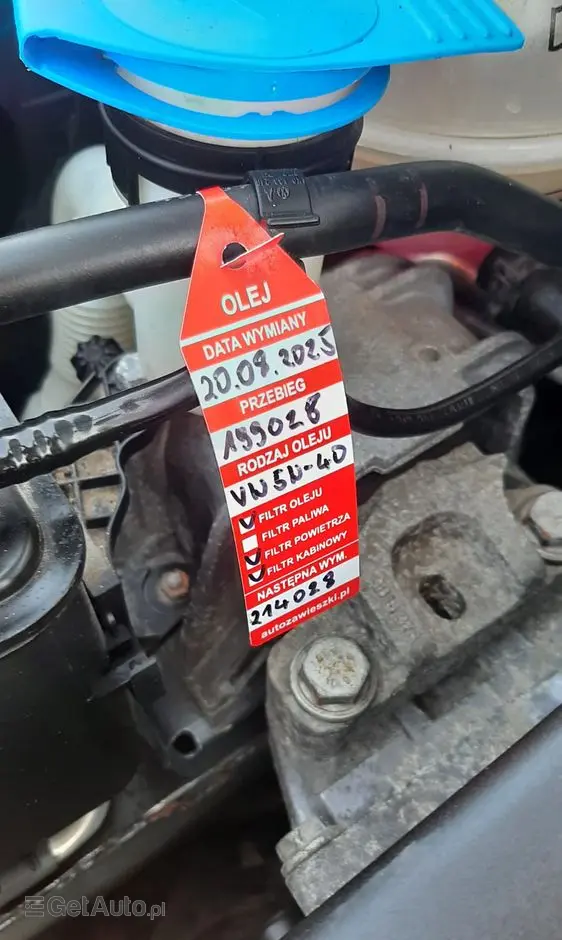 OLEJ
DATA WYMIANY
20.09.2025
PRZEBIEG
199028
RODZAJ OLEJU
VW 5W-40
FILTR OLEJU
FILTR PALIWA
FILTR POWIETRZA
FILTR KABINOWY
NASTĘPNA WYM.
214028
autozawieszki.pl
GetAuto.pl